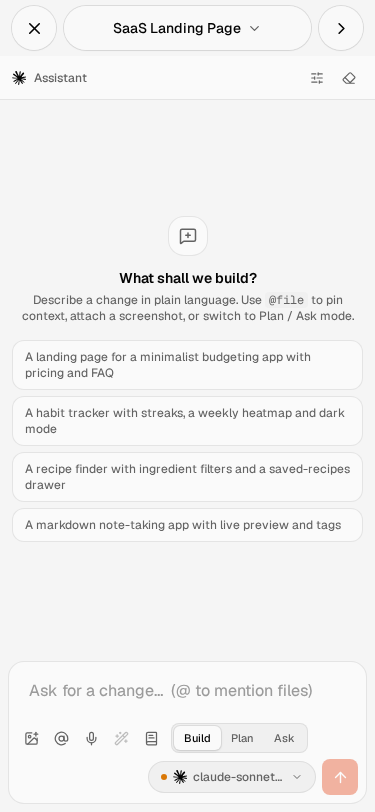 SaaS Landing Page
Assistant
What shall we build?
Describe a change in plain language. Use @file to pin
context, attach a screenshot, or switch to Plan / Ask mode.
A landing page for a minimalist budgeting app with
pricing and FAQ
A habit tracker with streaks, a weekly heatmap and dark
mode
A recipe finder with ingredient filters and a saved-recipes
drawer
A markdown note-taking app with live preview and tags
Ask for a change... (@ to mention files)
Build Plan Ask
claude-sonnet...